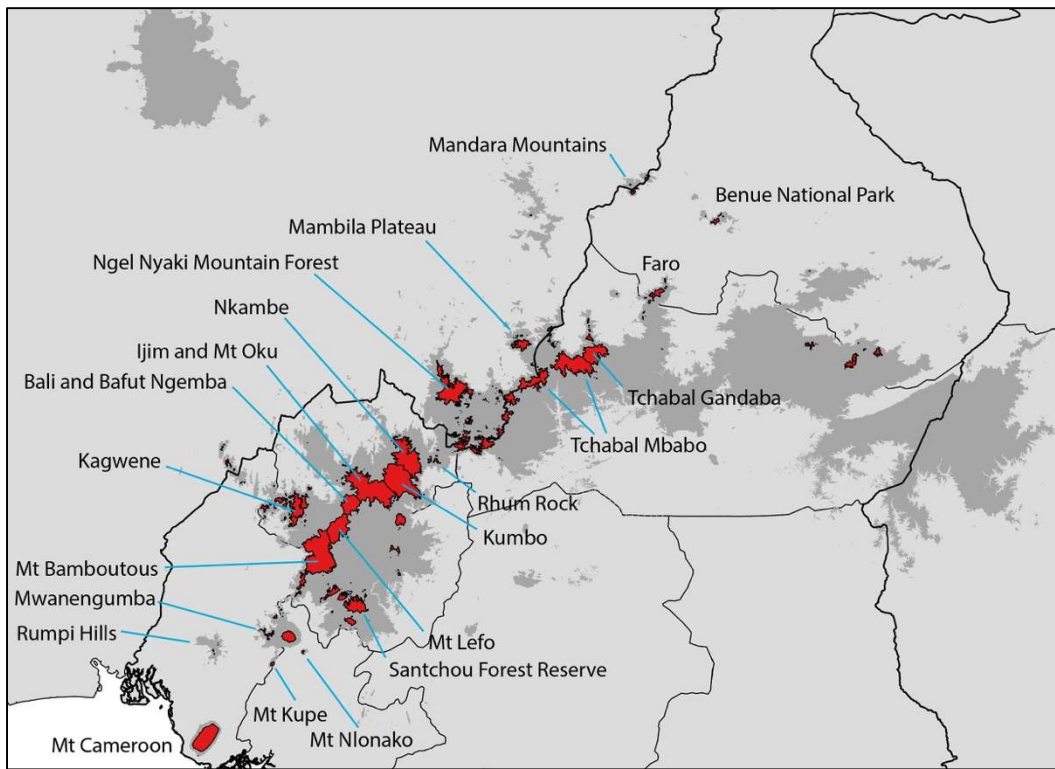 Mandara Mountains
Benue National Park
Mambila Plateau
Ngel Nyaki Mountain Forest
Faro
Nkambe
Ijim and Mt Oku
Bali and Bafut Ngemba
Tchabal Gandaba
Tchabal Mbabo
Kagwene
Rhum Rock
Kumbo
Mt Bamboutous
Mwanengumba
Rumpi Hills
Mt Lefo
Santchou Forest Reserve
Mt Kupe
Mt Nlonako
Mt Cameroon